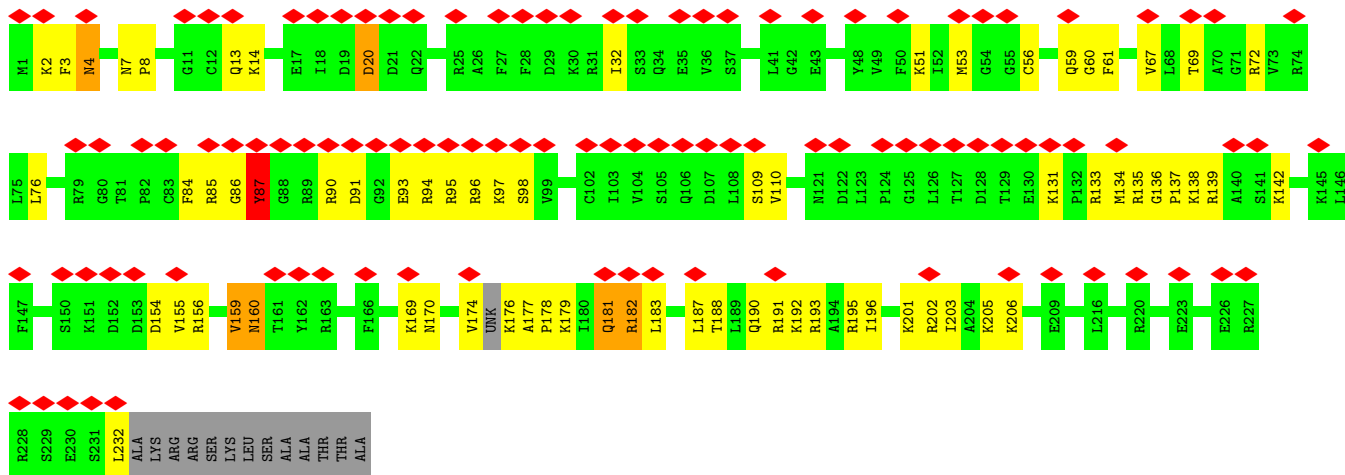 M1 K2 F3 N4 N7 P8 G11 C12 Q13 K14 E17 I18 D19 D20 D21 Q22 R25 A26 F27 F28 D29 K30 R31 I32 S33 Q34 E35 V36 S37 L41 G42 E43 Y48 V49 F50 K51 I52 M53 G54 G55 C56 Q59 G60 F61 V67 L68 T69 A70 G71 R72 V73 R74
L75 L76 R79 G80 T81 P82 C83 F84 R85 G86 Y87 G88 R89 R90 D91 G92 E93 R94 R95 R96 K97 S98 V99 C102 I103 V104 S105 Q106 D107 L108 S109 V110 N121 D122 L123 P124 G125 L126 T127 D128 T129 E130 K131 P132 R133 M134 R135 G136 P137 K138 R139 A140 S141 K142 K145 L146
F147 S150 K151 D152 D153 D154 V155 R156 V159 N160 T161 Y162 R163 F166 K169 N170 V174 UNK K176 A177 P178 K179 I180 Q181 R182 L183 L187 T188 L189 Q190 R191 K192 R193 A194 R195 I196 K201 R202 I203 A204 K205 K206 E209 L216 R220 E223 E226 R227
R228 S229 E230 S231 L232 ALA LYS ARG ARG SER LYS LEU SER ALA ALA THR THR ALA